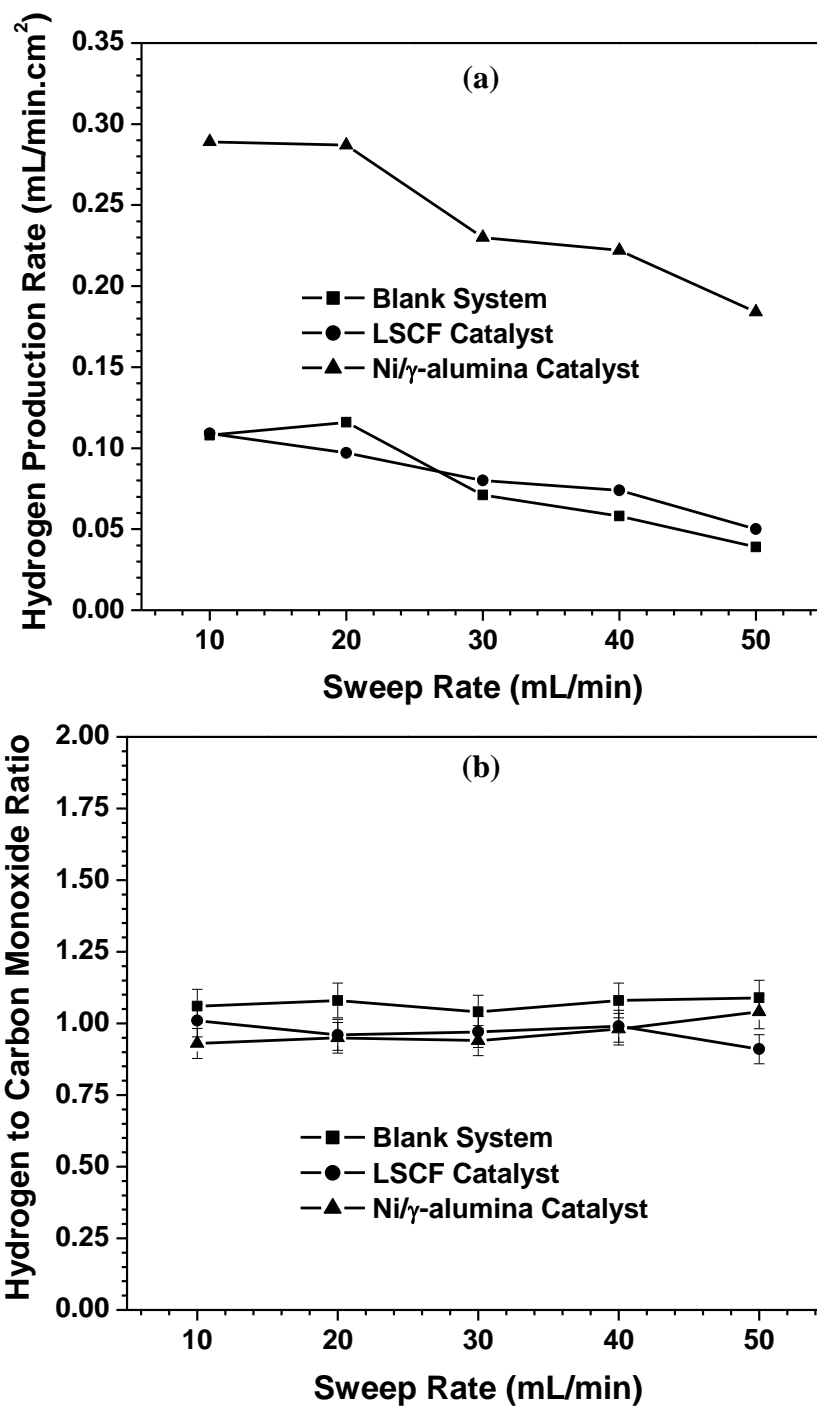 (a)
Hydrogen Production Rate (mL/min.cm²)
0.35
0.30
0.25
0.20
0.15
0.10
0.05
0.00
Blank System
LSCF Catalyst
Ni/γ-alumina Catalyst
10 20 30 40 50
Sweep Rate (mL/min)
(b)
Hydrogen to Carbon Monoxide Ratio
2.00
1.75
1.50
1.25
1.00
0.75
0.50
0.25
0.00
Blank System
LSCF Catalyst
Ni/γ-alumina Catalyst
10 20 30 40 50
Sweep Rate (mL/min)